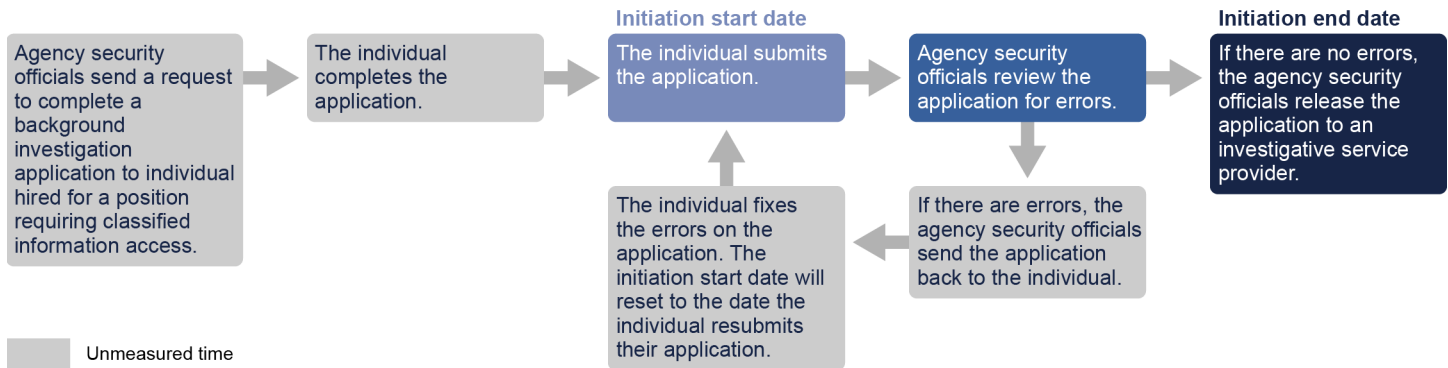 Agency security
officials send a request
to complete a
background
investigation
application to individual
hired for a position
requiring classified
information access.
The individual
completes the
application.
Initiation start date
The individual submits
the application.
Agency security
officials review the
application for errors.
Initiation end date
If there are no errors,
the agency security
officials release the
application to an
investigative service
provider.
If there are errors, the
agency security officials
send the application
back to the individual.
The individual fixes
the errors on the
application. The
initiation start date will
reset to the date the
individual resubmits
their application.
Unmeasured time